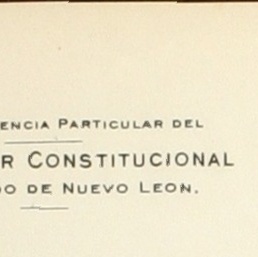 ENCIA PARTICULAR DEL
R CONSTITUCIONAL
DO DE NUEVO LEON.